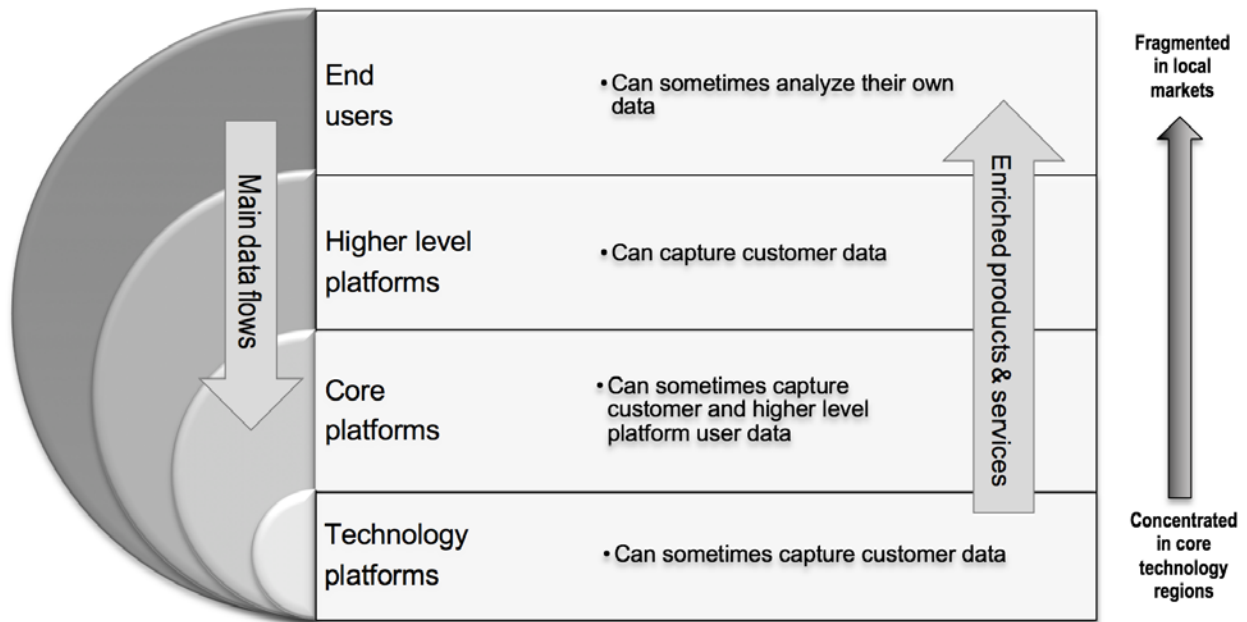 End
users
• Can sometimes analyze their own
data
Higher level
platforms
• Can capture customer data
Core
platforms
• Can sometimes capture
customer and higher level
platform user data
Technology
platforms
• Can sometimes capture customer data
Main data flows
Enriched products & services
Fragmented
in local
markets
Concentrated
in core
technology
regions